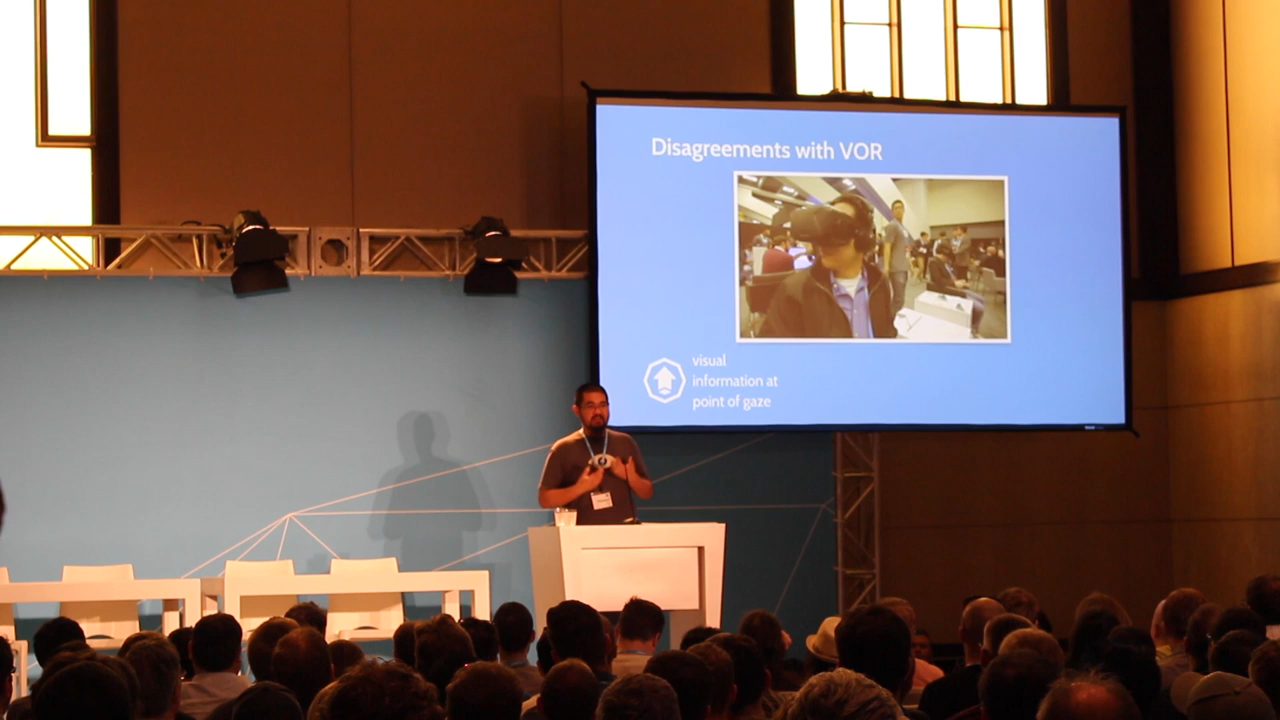 Disagreements with VOR
visual
information at
point of gaze